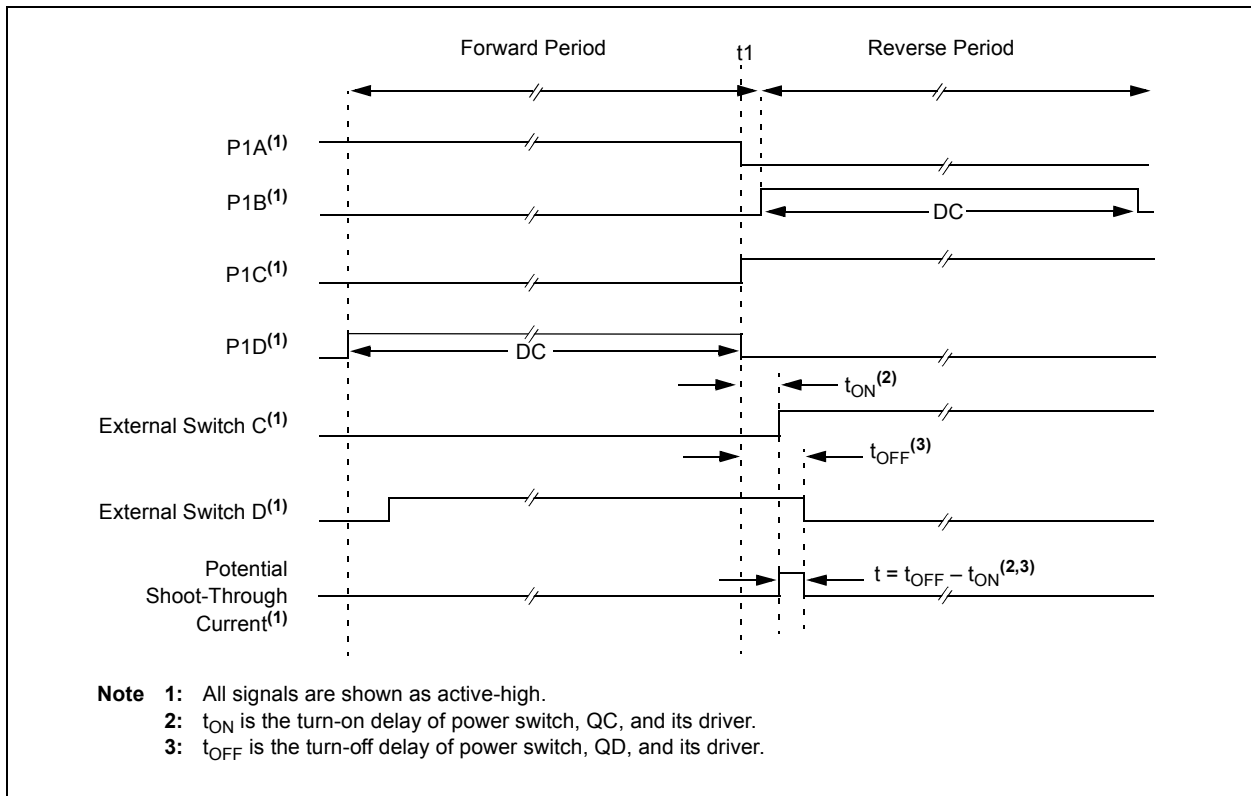 Forward Period
t1
Reverse Period
P1A(1)
P1B(1)
DC
P1C(1)
P1D(1)
DC
tON(2)
External Switch C(1)
tOFF(3)
External Switch D(1)
Potential
Shoot-Through
Current(1)
t = tOFF – tON(2,3)
Note 1: All signals are shown as active-high.
2: tON is the turn-on delay of power switch, QC, and its driver.
3: tOFF is the turn-off delay of power switch, QD, and its driver.